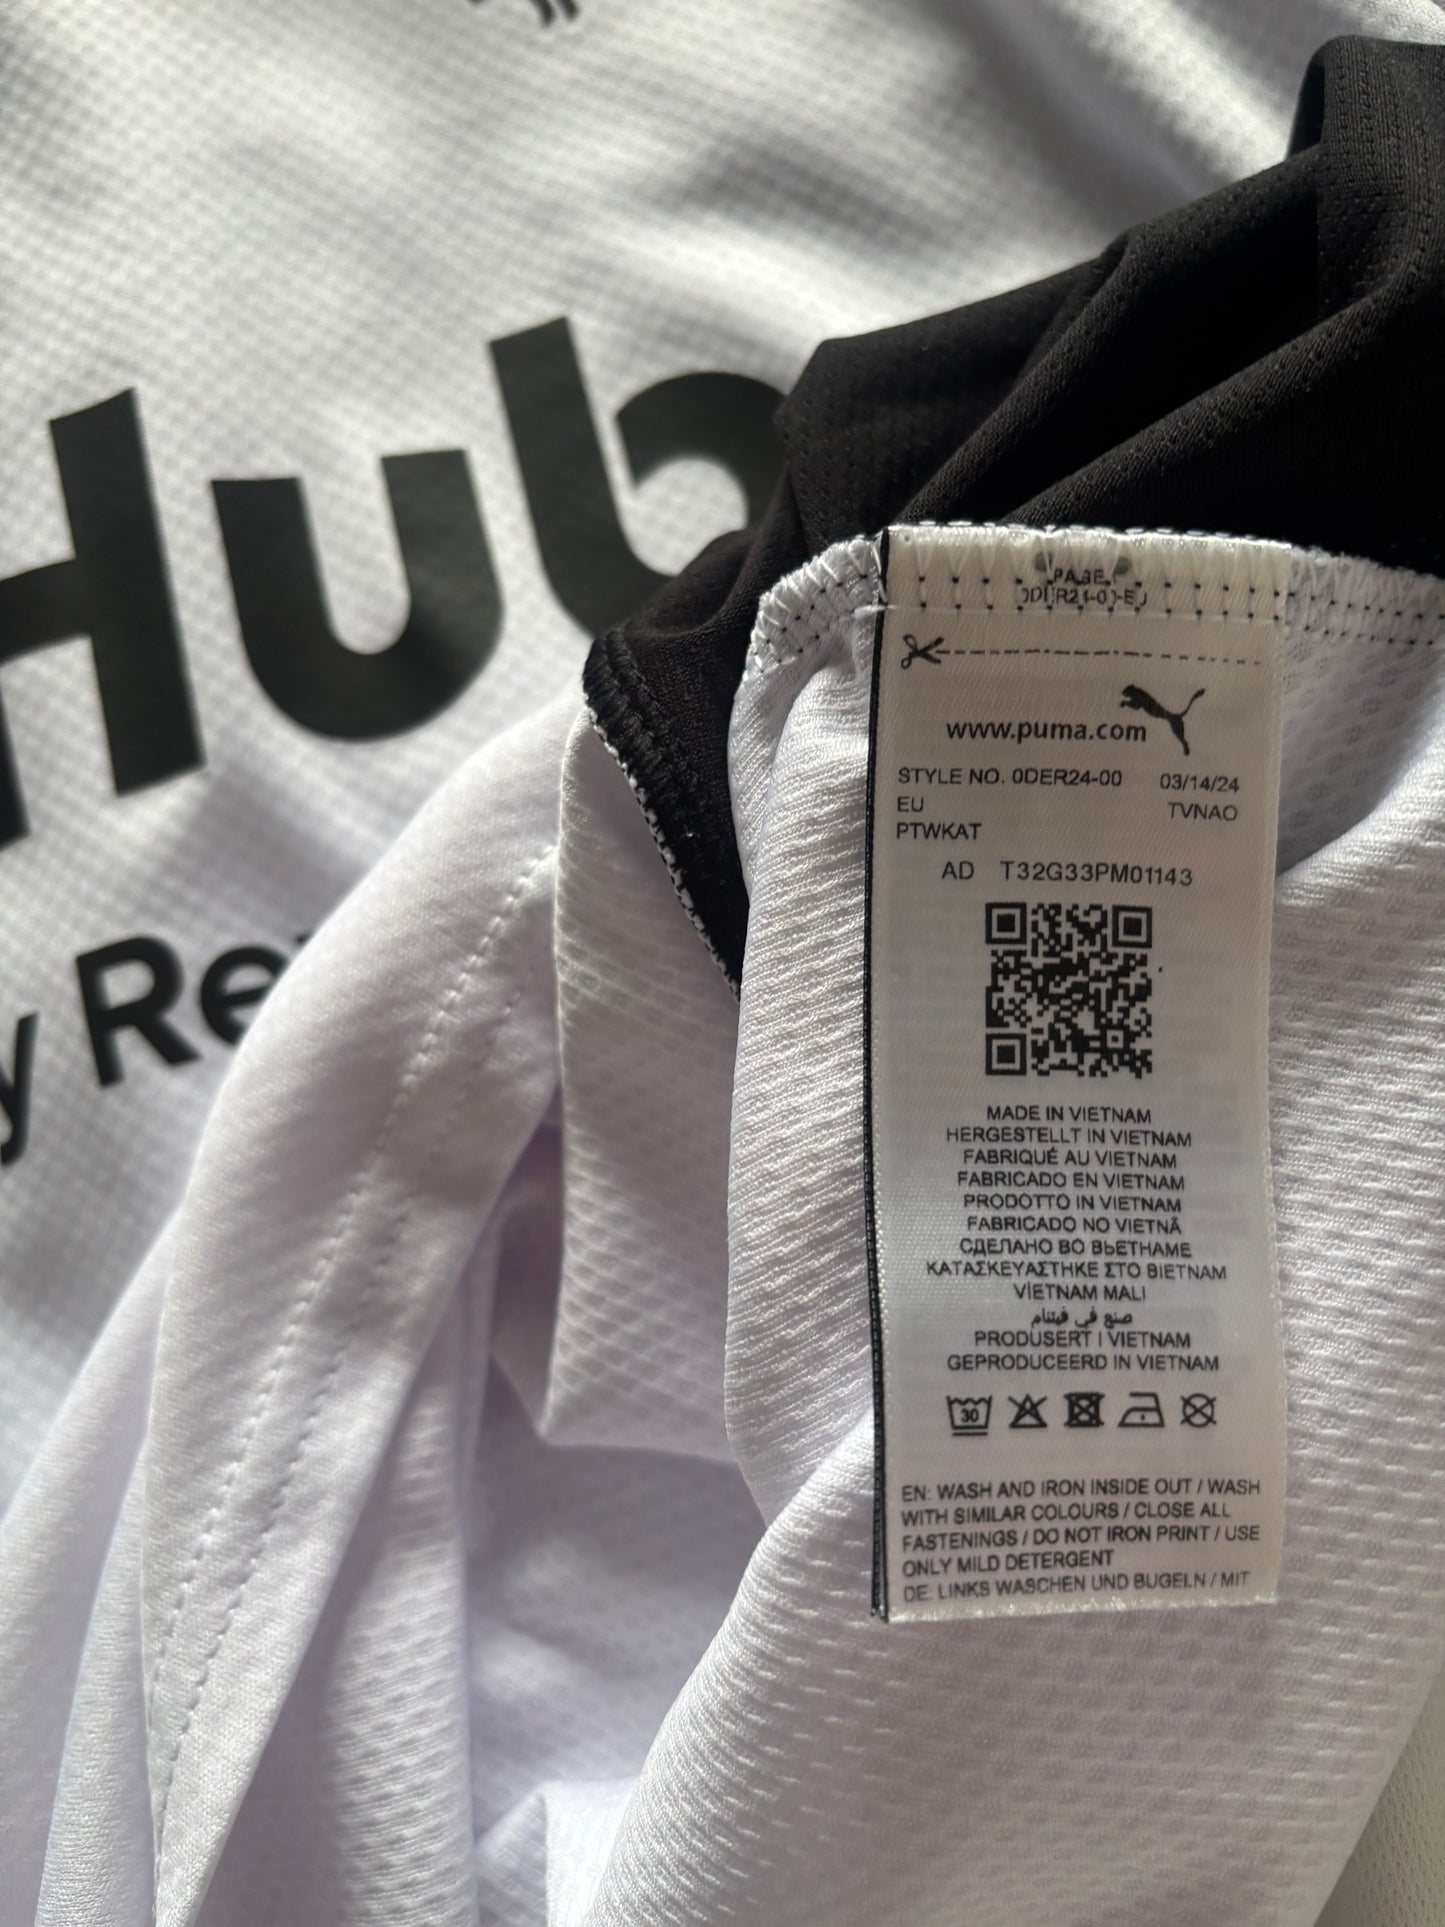 Hub
y Re
PAGE
0DER24-00-EU
www.puma.com
STYLE NO. 0DER24-00 03/14/24
EU TVNAO
PTWKAT
AD T32G33PM01143
MADE IN VIETNAM
HERGESTELLT IN VIETNAM
FABRIQUÉ AU VIETNAM
FABRICADO EN VIETNAM
PRODOTTO IN VIETNAM
FABRICADO NO VIETNÃ
СДЕЛАНО ВО ВЬЕТНАМЕ
ΚΑΤΑΣΚΕΥΑΣΤΗΚΕ ΣΤΟ ΒΙΕΤΝΑΜ
VİETNAM MALI
صنع في فيتنام
PRODUSERT I VIETNAM
GEPRODUCEERD IN VIETNAM
30
EN: WASH AND IRON INSIDE OUT / WASH
WITH SIMILAR COLOURS / CLOSE ALL
FASTENINGS / DO NOT IRON PRINT / USE
ONLY MILD DETERGENT
DE: LINKS WASCHEN UND BUGELN / MIT